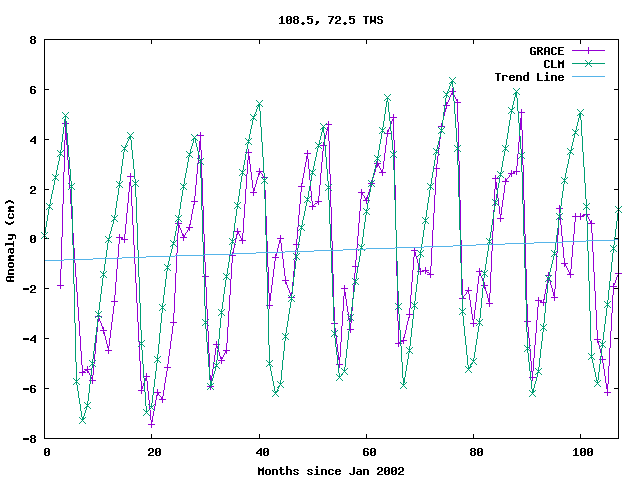 108.5, 72.5 TWS
GRACE
CLM
Trend Line
8
6
4
2
0
-2
-4
-6
-8
Anomaly (cm)
0 20 40 60 80 100
Months since Jan 2002